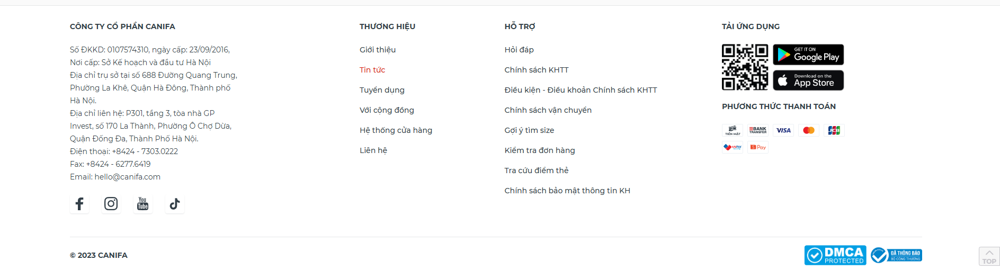 CÔNG TY CỔ PHẦN CANIFA
Số ĐKKD: 0107574310, ngày cấp: 23/09/2016,
Nơi cấp: Sở Kế hoạch và đầu tư Hà Nội
Địa chỉ trụ sở tại số 688 Đường Quang Trung,
Phường La Khê, Quận Hà Đông, Thành phố
Hà Nội.
Địa chỉ liên hệ: P301, tầng 3, tòa nhà GP
Invest, số 170 La Thành, Phường Ô Chợ Dừa,
Quận Đống Đa, Thành Phố Hà Nội.
Điện thoại: +8424 - 7303.0222
Fax: +8424 - 6277.6419
Email: hello@canifa.com
You
Tube
THƯƠNG HIỆU
Giới thiệu
Tin tức
Tuyển dụng
Với cộng đồng
Hệ thống cửa hàng
Liên hệ
HỖ TRỢ
Hỏi đáp
Chính sách KHTT
Điều kiện - Điều khoản Chính sách KHTT
Chính sách vận chuyển
Gợi ý tìm size
Kiểm tra đơn hàng
Tra cứu điểm thẻ
Chính sách bảo mật thông tin KH
TẢI ỨNG DỤNG
GET IT ON
Google Play
Download on the
App Store
PHƯƠNG THỨC THANH TOÁN
TIỀN MẶT
BANK
TRANSFER
VISA
JCB
VNPAY
Pay
© 2023 CANIFA
DMCA
PROTECTED
ĐÃ THÔNG BÁO
BỘ CÔNG THƯƠNG
TOP